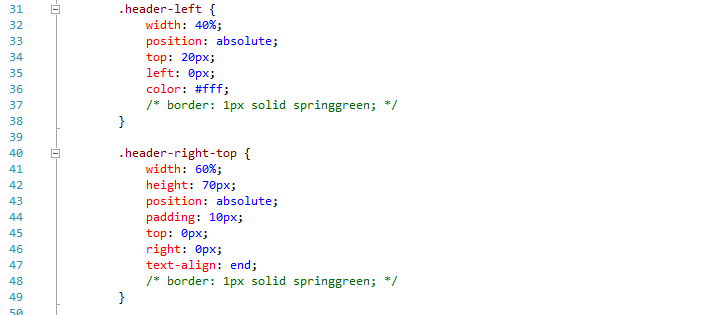 31 .header-left {
32 width: 40%;
33 position: absolute;
34 top: 20px;
35 left: 0px;
36 color: #fff;
37 /* border: 1px solid springgreen; */
38 }
39
40 .header-right-top {
41 width: 60%;
42 height: 70px;
43 position: absolute;
44 padding: 10px;
45 top: 0px;
46 right: 0px;
47 text-align: end;
48 /* border: 1px solid springgreen; */
49 }
50